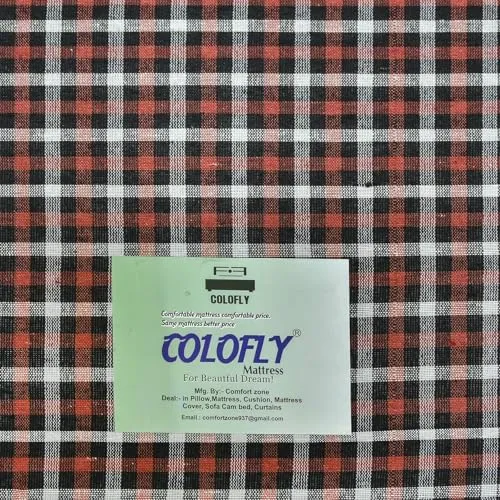 COLOFLY
Comfortable mattress comfortable price.
Same mattress better price
COLOFLY®
Mattress
For Beautiful Dream!
Mfg. By:- Comfort zone
Deal:- in Pillow,Mattress, Cushion, Mattress
Cover, Sofa Cam bed, Curtains
Email.: comfortzone937@gmail.com